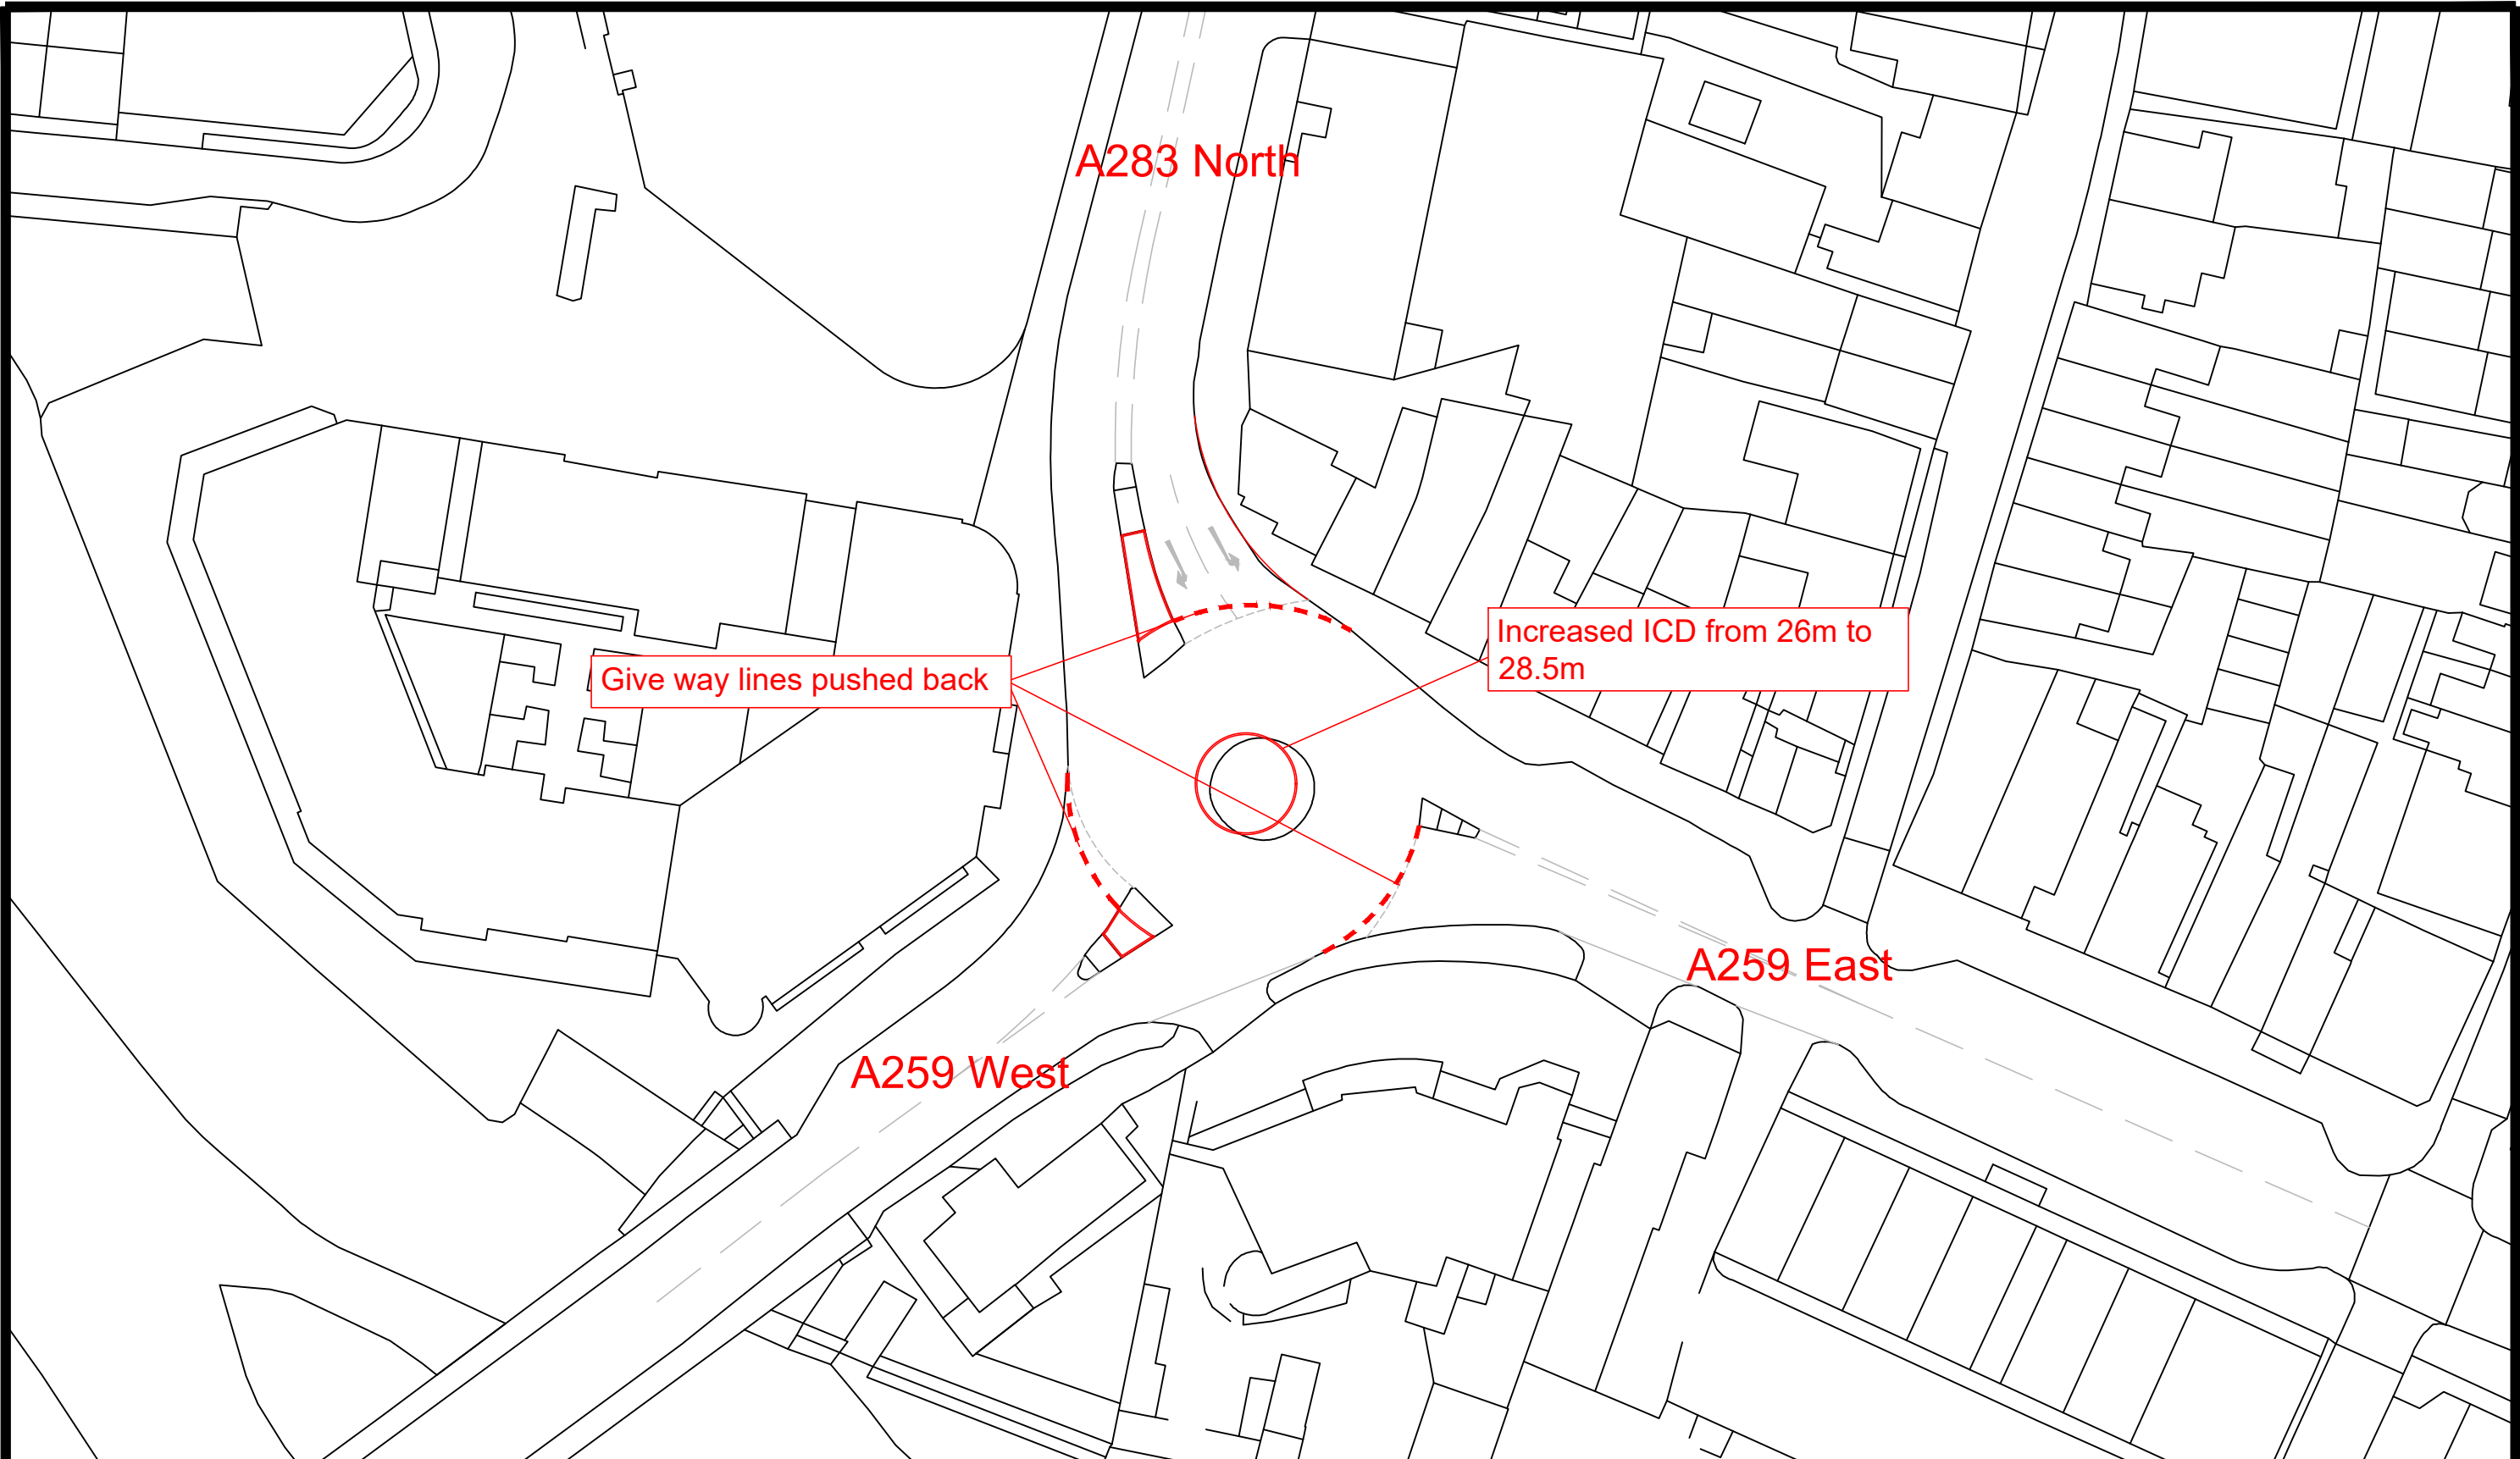 A283 North
Increased ICD from 26m to
28.5m
Give way lines pushed back
A259 East
A259 West